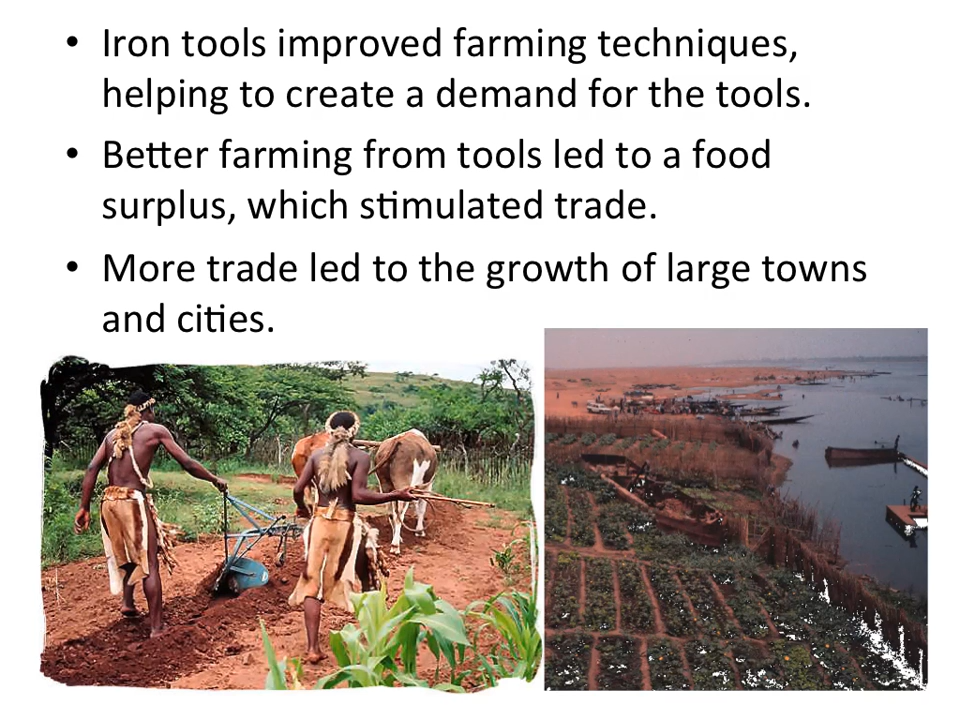 • Iron tools improved farming techniques,
helping to create a demand for the tools.
• Better farming from tools led to a food
surplus, which stimulated trade.
• More trade led to the growth of large towns
and cities.